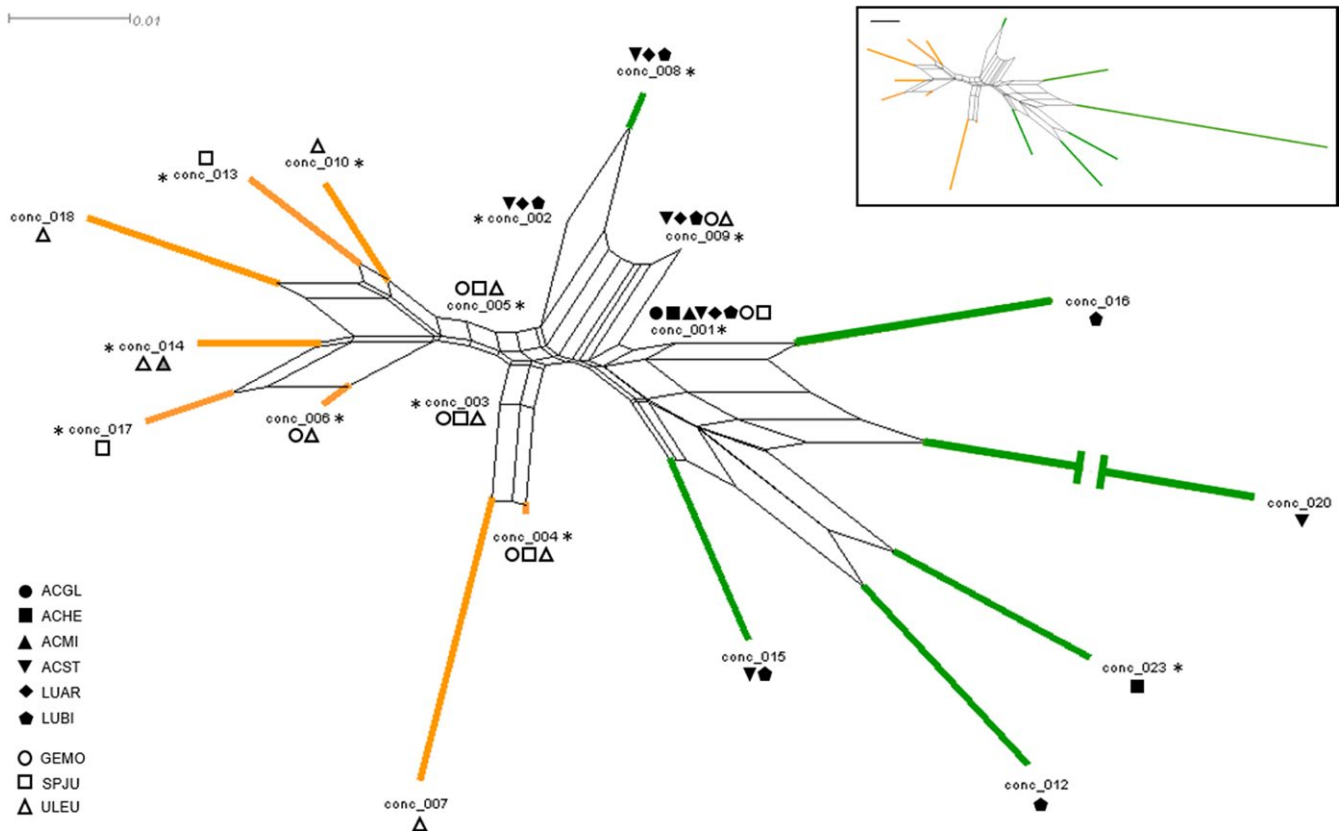 0.01
conc_008 *
conc_010 *
* conc_013
conc_018
* conc_002
conc_009 *
conc_005 *
conc_016
conc_001 *
* conc_014
* conc_003
conc_006 *
* conc_017
conc_020
conc_004 *
conc_015
conc_023 *
conc_012
conc_007
ACGL
ACHE
ACMI
ACST
LUAR
LUBI
GEMO
SPJU
ULEU